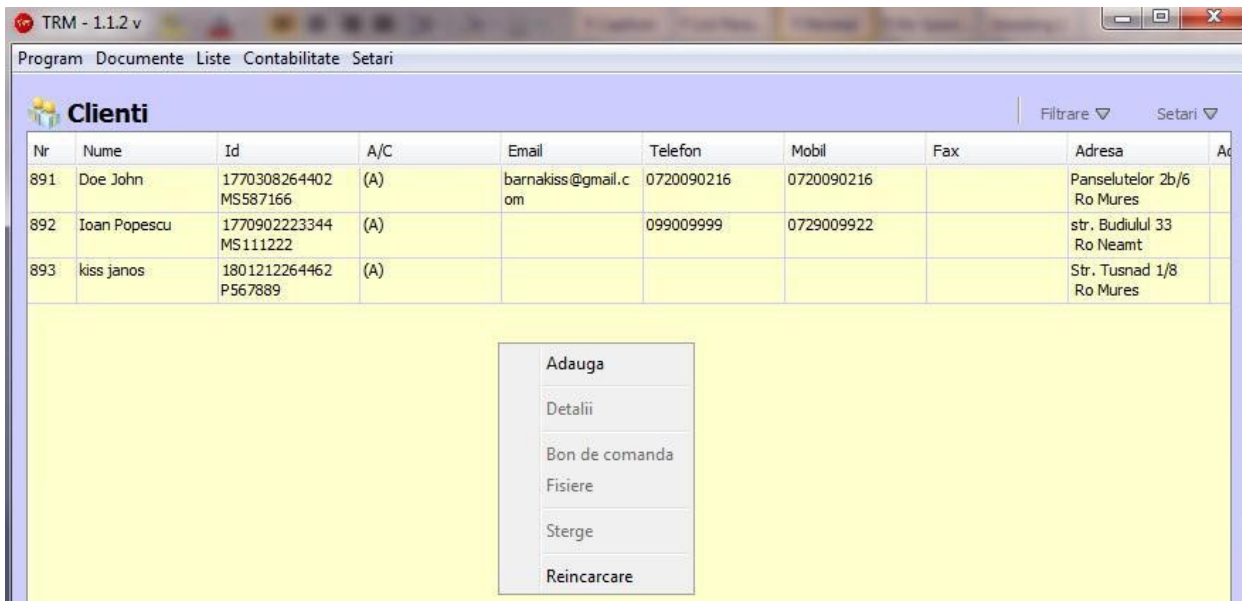 TRM - 1.1.2 v
Program Documente Liste Contabilitate Setari
Clienti
Filtrare Setari
Nr Nume Id A/C Email Telefon Mobil Fax Adresa
891 Doe John 1770308264402 (A) barnakiss@gmail.c 0720090216 0720090216 Panselutelor 2b/6
MS587166 om Ro Mures
892 Ioan Popescu 1770902223344 (A) 099009999 0729009922 str. Budiulul 33
MS111222 Ro Neamt
893 kiss janos 1801212264462 (A) Str. Tusnad 1/8
P567889 Ro Mures
Adauga
Detalii
Bon de comanda
Fisiere
Sterge
Reincarcare